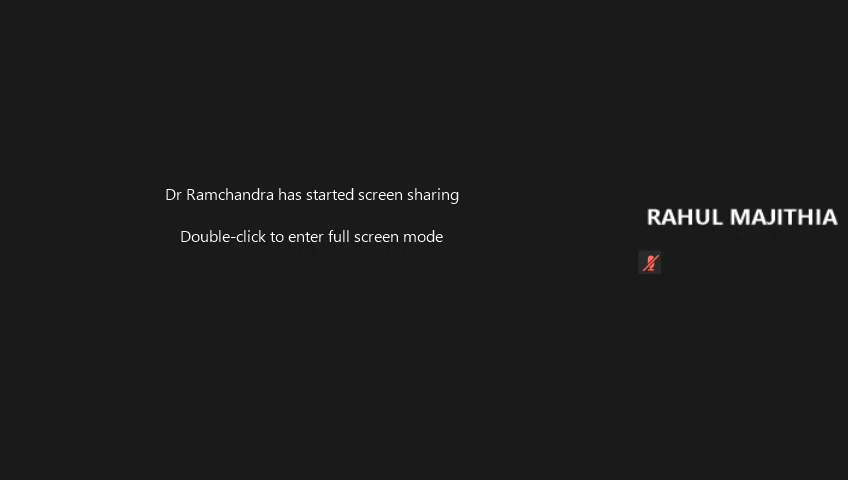 Dr Ramchandra has started screen sharing
Double-click to enter full screen mode
RAHUL MAJITHIA